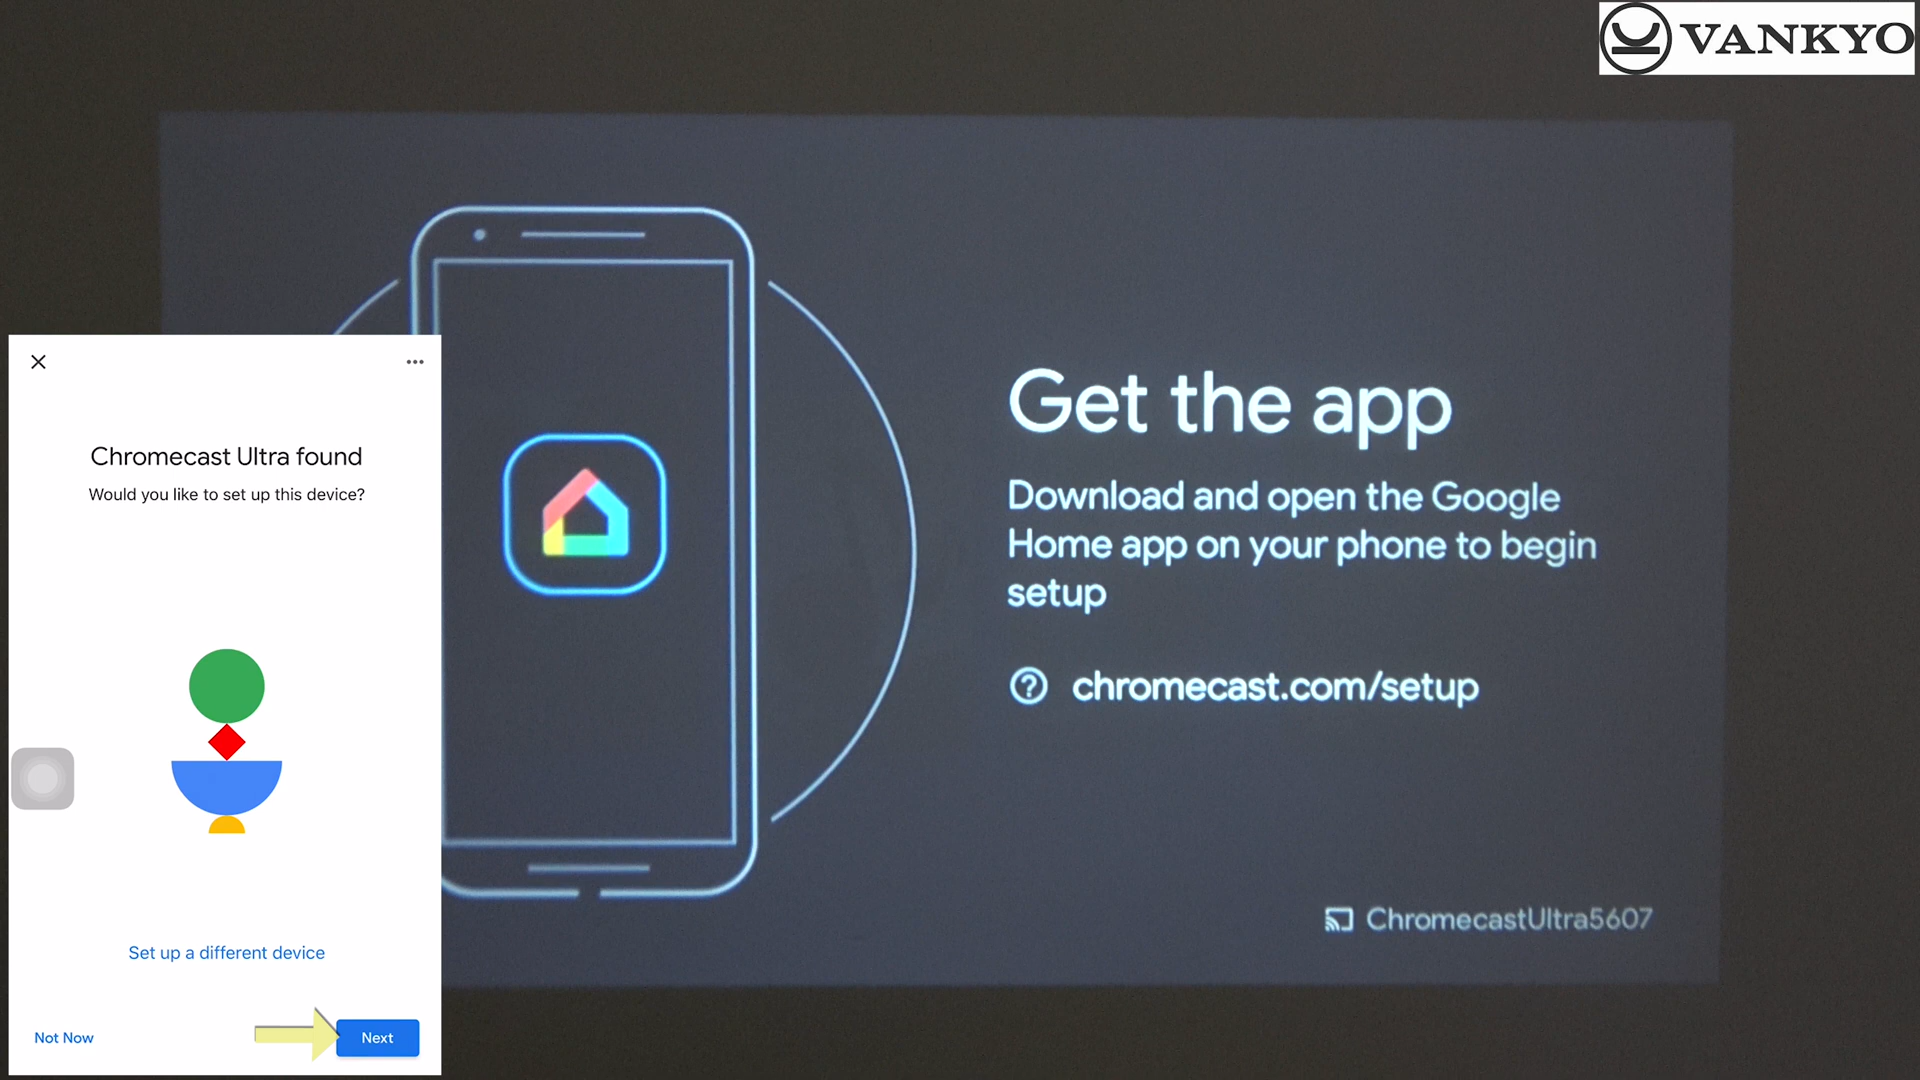 VANKYO
Get the app
Download and open the Google
Home app on your phone to begin
setup
chromecast.com/setup
ChromecastUltra5607
Chromecast Ultra found
Would you like to set up this device?
Set up a different device
Not Now
Next